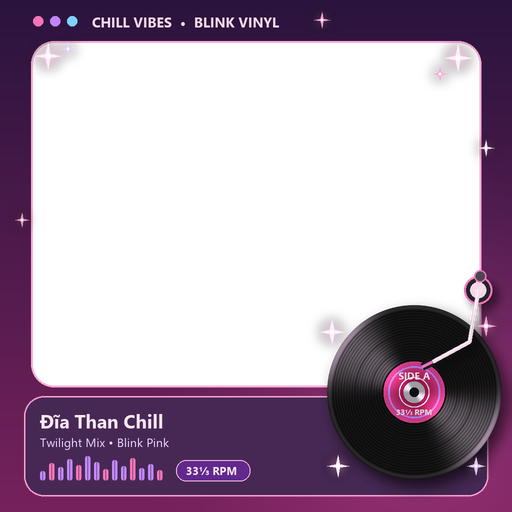 CHILL VIBES • BLINK VINYL
SIDE A
33⅓ RPM
Đĩa Than Chill
Twilight Mix • Blink Pink
33⅓ RPM